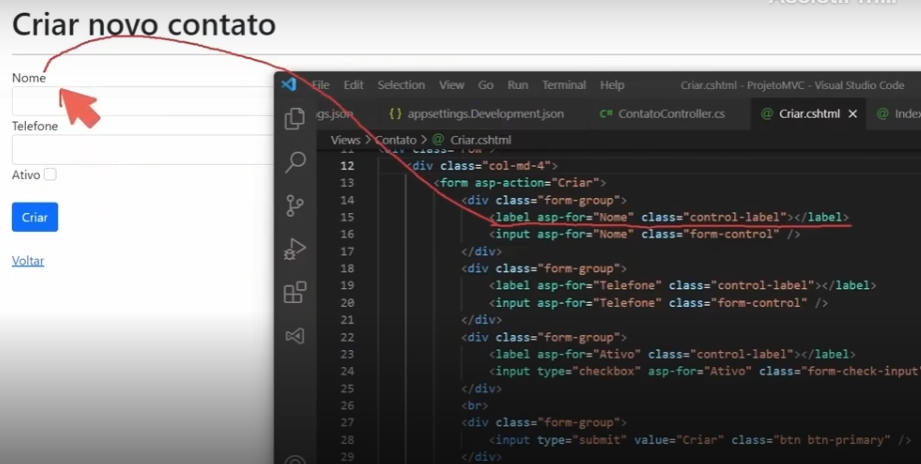 Criar novo contato
Nome
Telefone
Ativo
Criar
Voltar
File Edit Selection View Go Run Terminal Help Criar.cshtml - ProjetoMVC - Visual Studio Code
gs.json {} appsettings.Development.json C# ContatoController.cs @ Criar.cshtml × @ Index
Views > Contato > @ Criar.cshtml
12 <div class="col-md-4">
13 <form asp-action="Criar">
14 <div class="form-group">
15 <label asp-for="Nome" class="control-label"></label>
16 <input asp-for="Nome" class="form-control" />
17 </div>
18 <div class="form-group">
19 <label asp-for="Telefone" class="control-label"></label>
20 <input asp-for="Telefone" class="form-control" />
21 </div>
22 <div class="form-group">
23 <label asp-for="Ativo" class="control-label"></label>
24 <input type="checkbox" asp-for="Ativo" class="form-check-input"
25 </div>
26 <br>
27 <div class="form-group">
28 <input type="submit" value="Criar" class="btn btn-primary" />
29 </div>